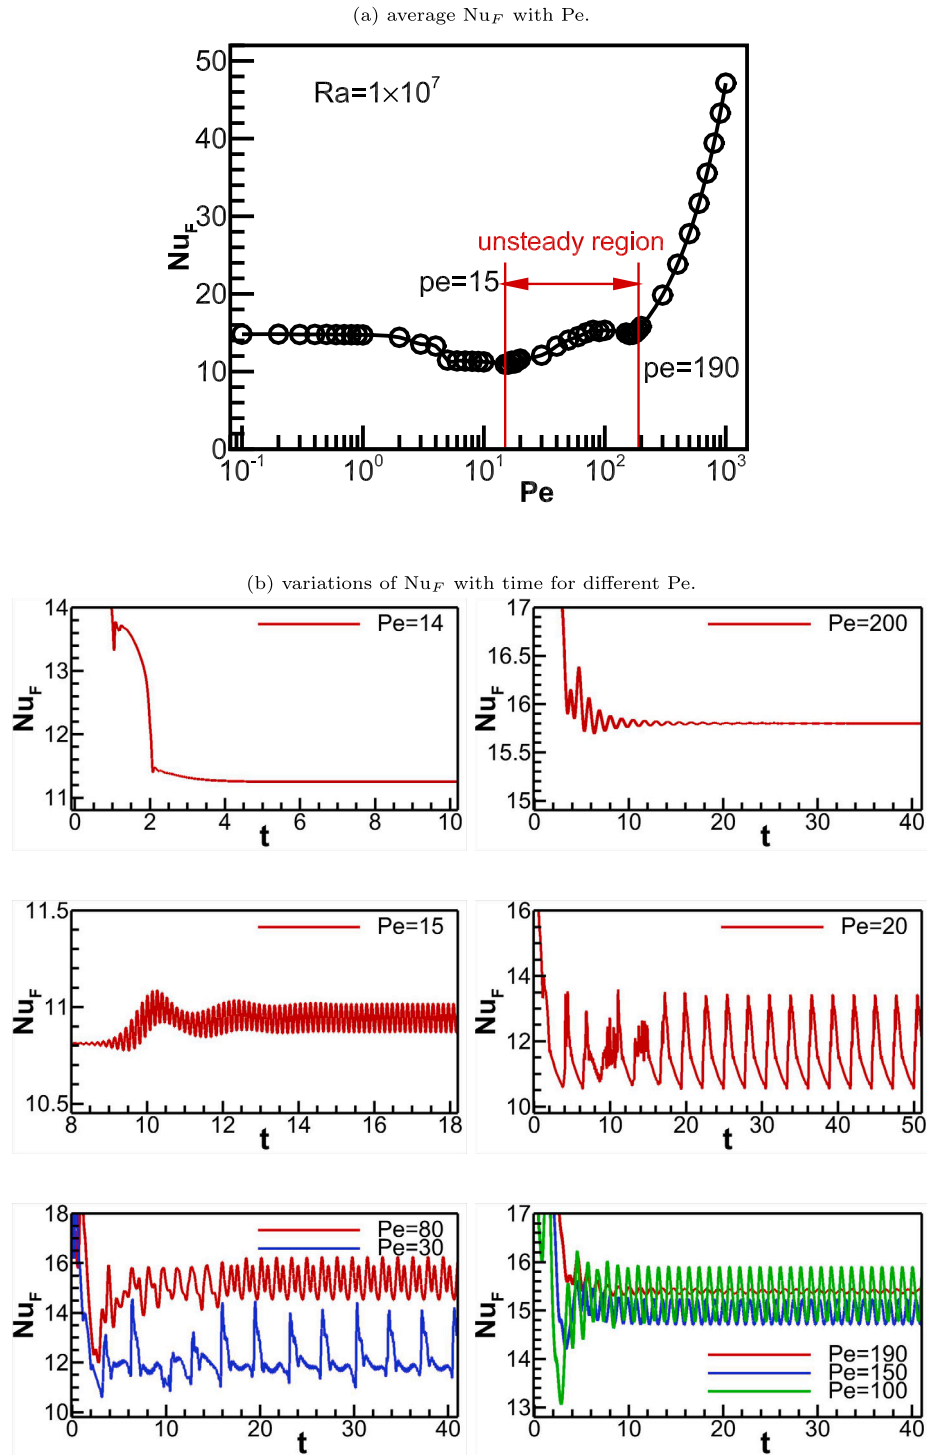 (a) average Nu_F with Pe.
50
Ra=1×10^7
40
30
unsteady region
Nu_F
pe=15
20
10
pe=190
0
10^-1 10^0 10^1 10^2 10^3
Pe
(b) variations of Nu_F with time for different Pe.
14
Pe=14
13
Nu_F
12
11
0 2 4 6 8 10
t
17
Pe=200
16.5
Nu_F
16
15.5
15
0 10 20 30 40
t
11.5
Pe=15
Nu_F
11
10.5
8 10 12 14 16 18
t
16
Pe=20
14
Nu_F
12
10
0 10 20 30 40 50
t
18
Pe=80
Pe=30
16
Nu_F
14
12
10
0 10 20 30 40
t
17
16
Nu_F
15
14
Pe=190
Pe=150
Pe=100
13
0 10 20 30 40
t